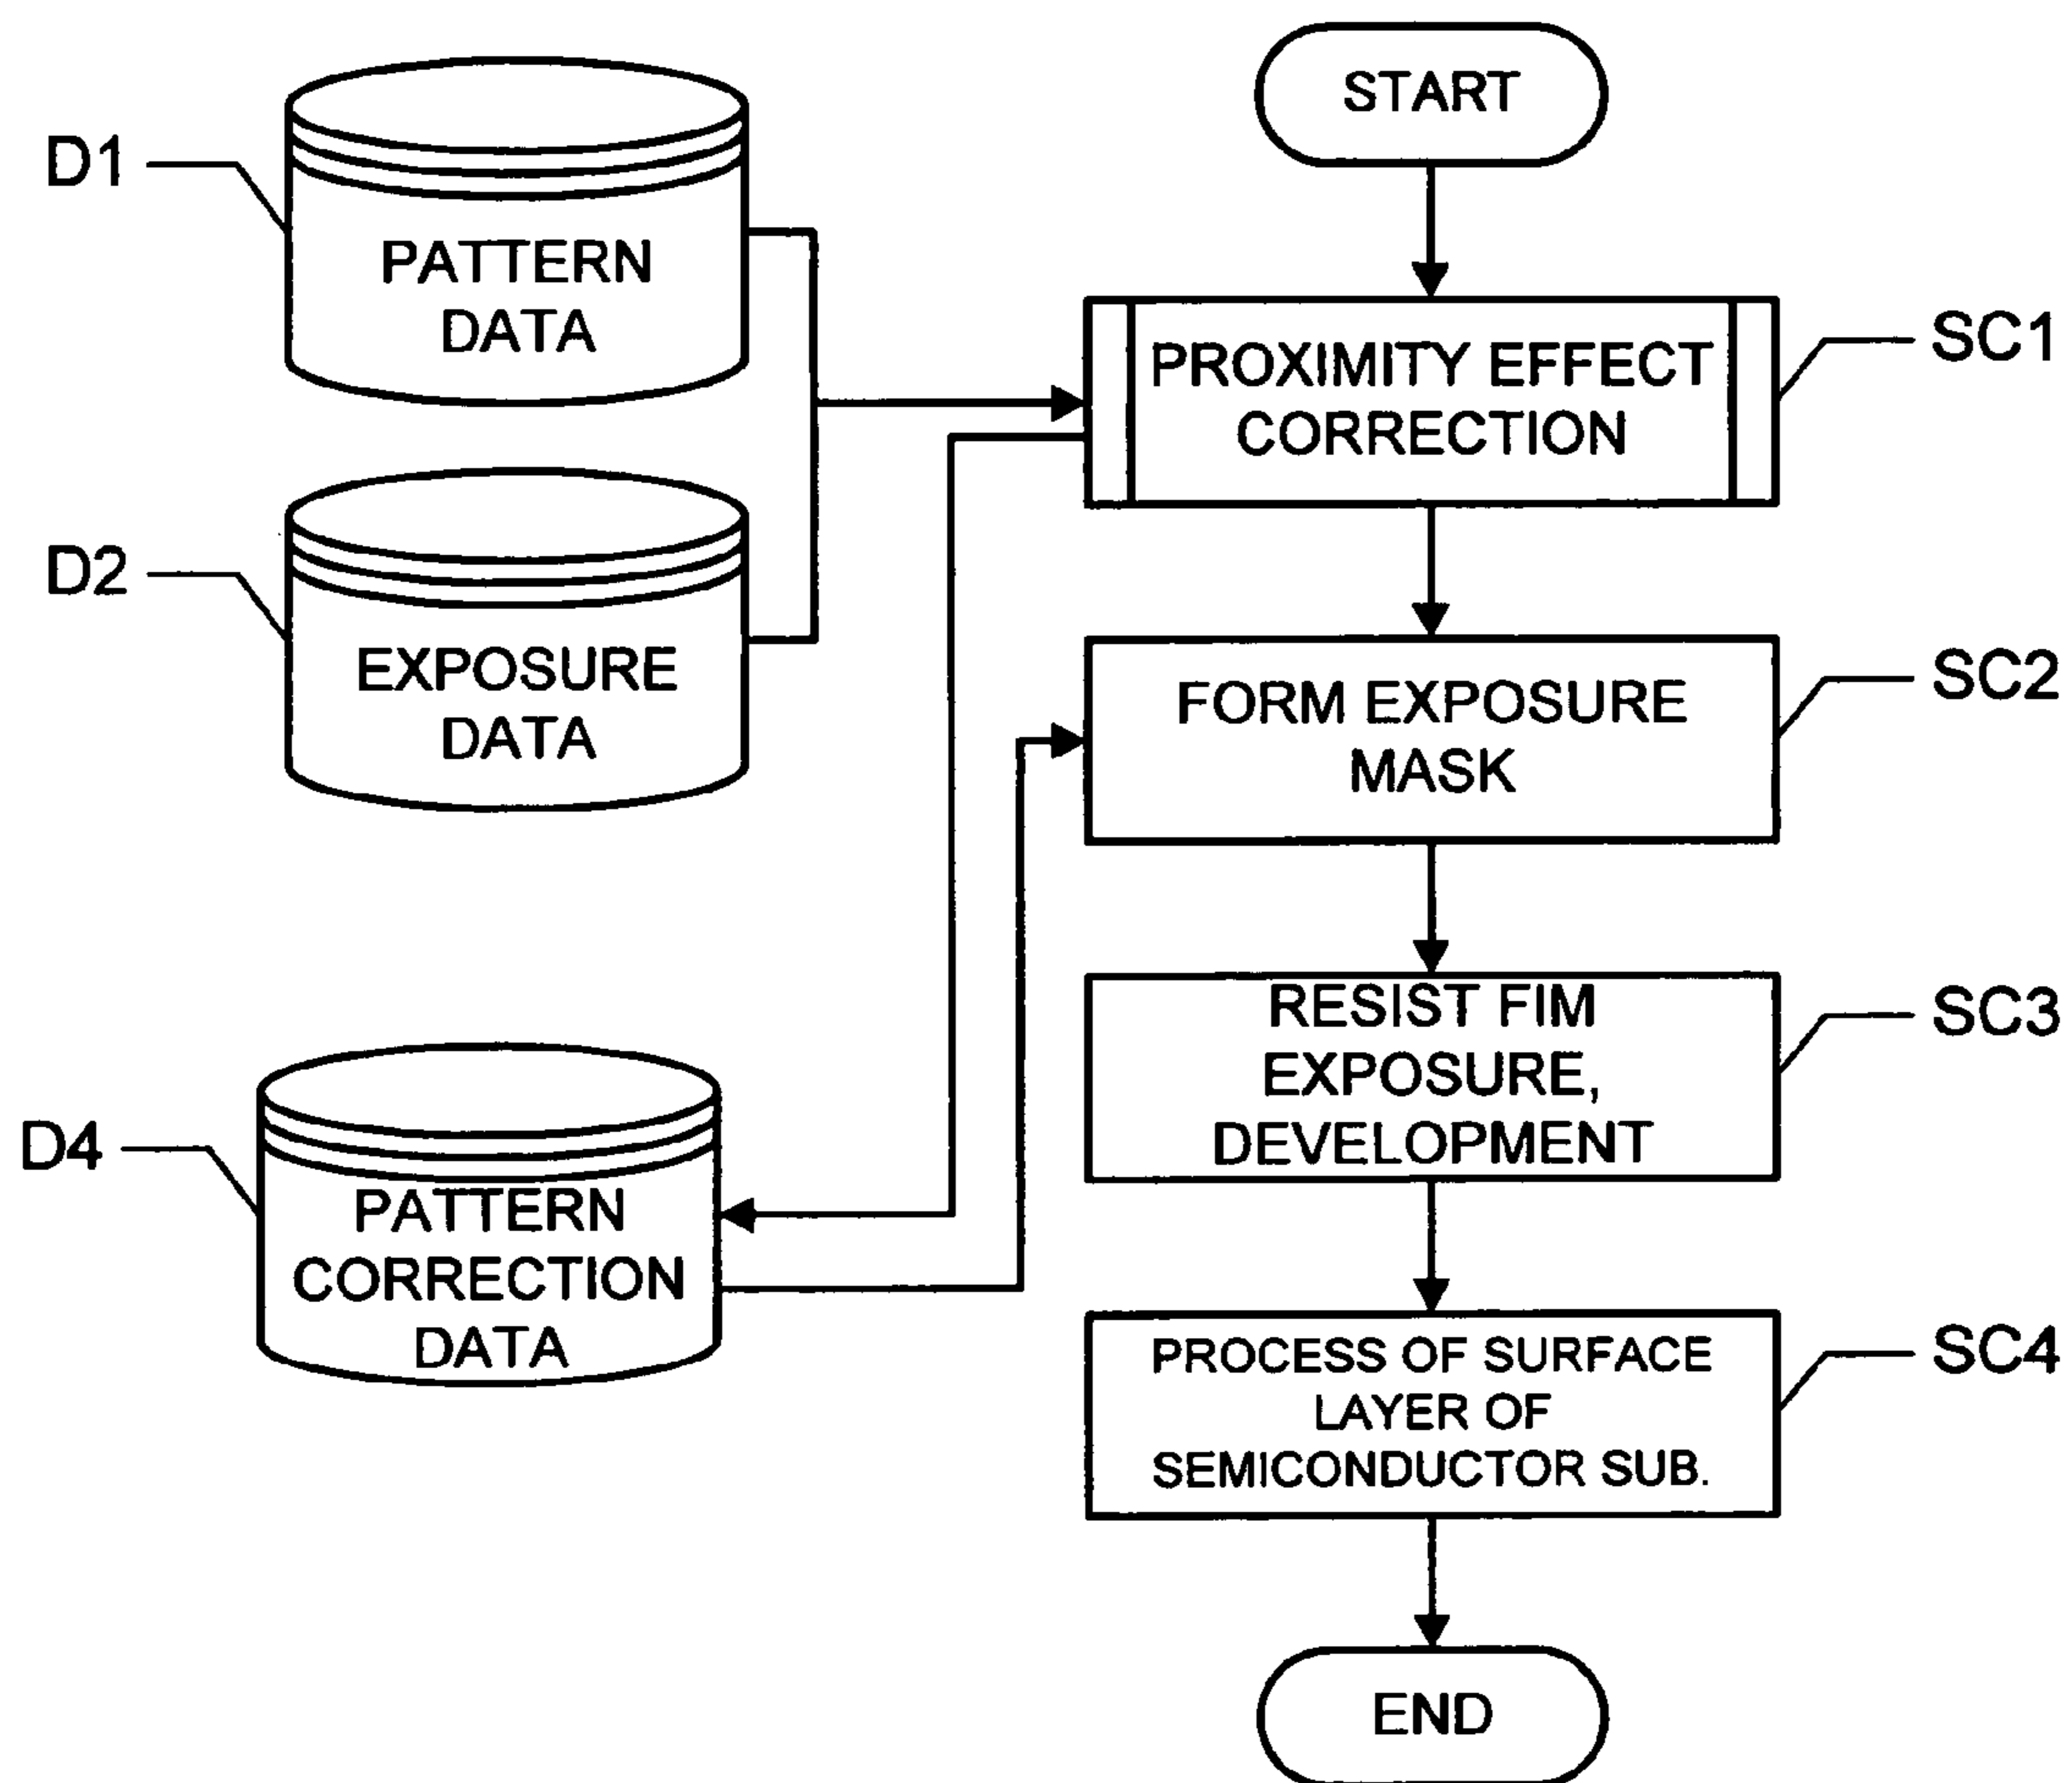 START
D1
PATTERN
DATA
PROXIMITY EFFECT
CORRECTION
SC1
D2
EXPOSURE
DATA
FORM EXPOSURE
MASK
SC2
RESIST FIM
EXPOSURE,
DEVELOPMENT
SC3
D4
PATTERN
CORRECTION
DATA
PROCESS OF SURFACE
LAYER OF
SEMICONDUCTOR SUB.
SC4
END